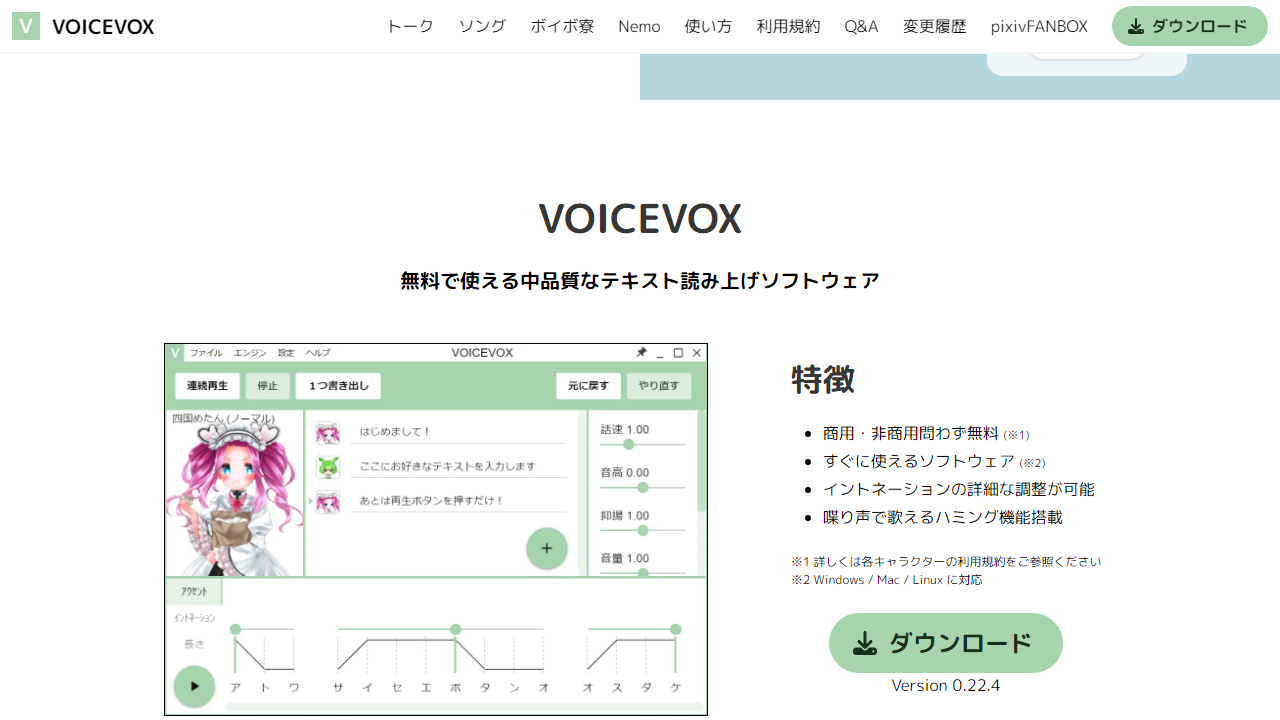 V VOICEVOX トーク ソング ボイボ寮 Nemo 使い方 利用規約 Q&A 変更履歴 pixivFANBOX ダウンロード
VOICEVOX
無料で使える中品質なテキスト読み上げソフトウェア
V ファイル エンジン 設定 ヘルプ VOICEVOX
連続再生 停止 1つ書き出し 元に戻す やり直す
四国めたん (ノーマル)
はじめまして！
ここにお好きなテキストを入力します
あとは再生ボタンを押すだけ！
話速 1.00
音高 0.00
抑揚 1.00
音量 1.00
アクセント
イントネーション
長さ
ア ト ワ サ イ セ エ ボ タ ン オ オ ス ダ ケ
特徴
• 商用・非商用問わず無料 (※1)
• すぐに使えるソフトウェア (※2)
• イントネーションの詳細な調整が可能
• 喋り声で歌えるハミング機能搭載
※1 詳しくは各キャラクターの利用規約をご参照ください
※2 Windows / Mac / Linux に対応
ダウンロード
Version 0.22.4